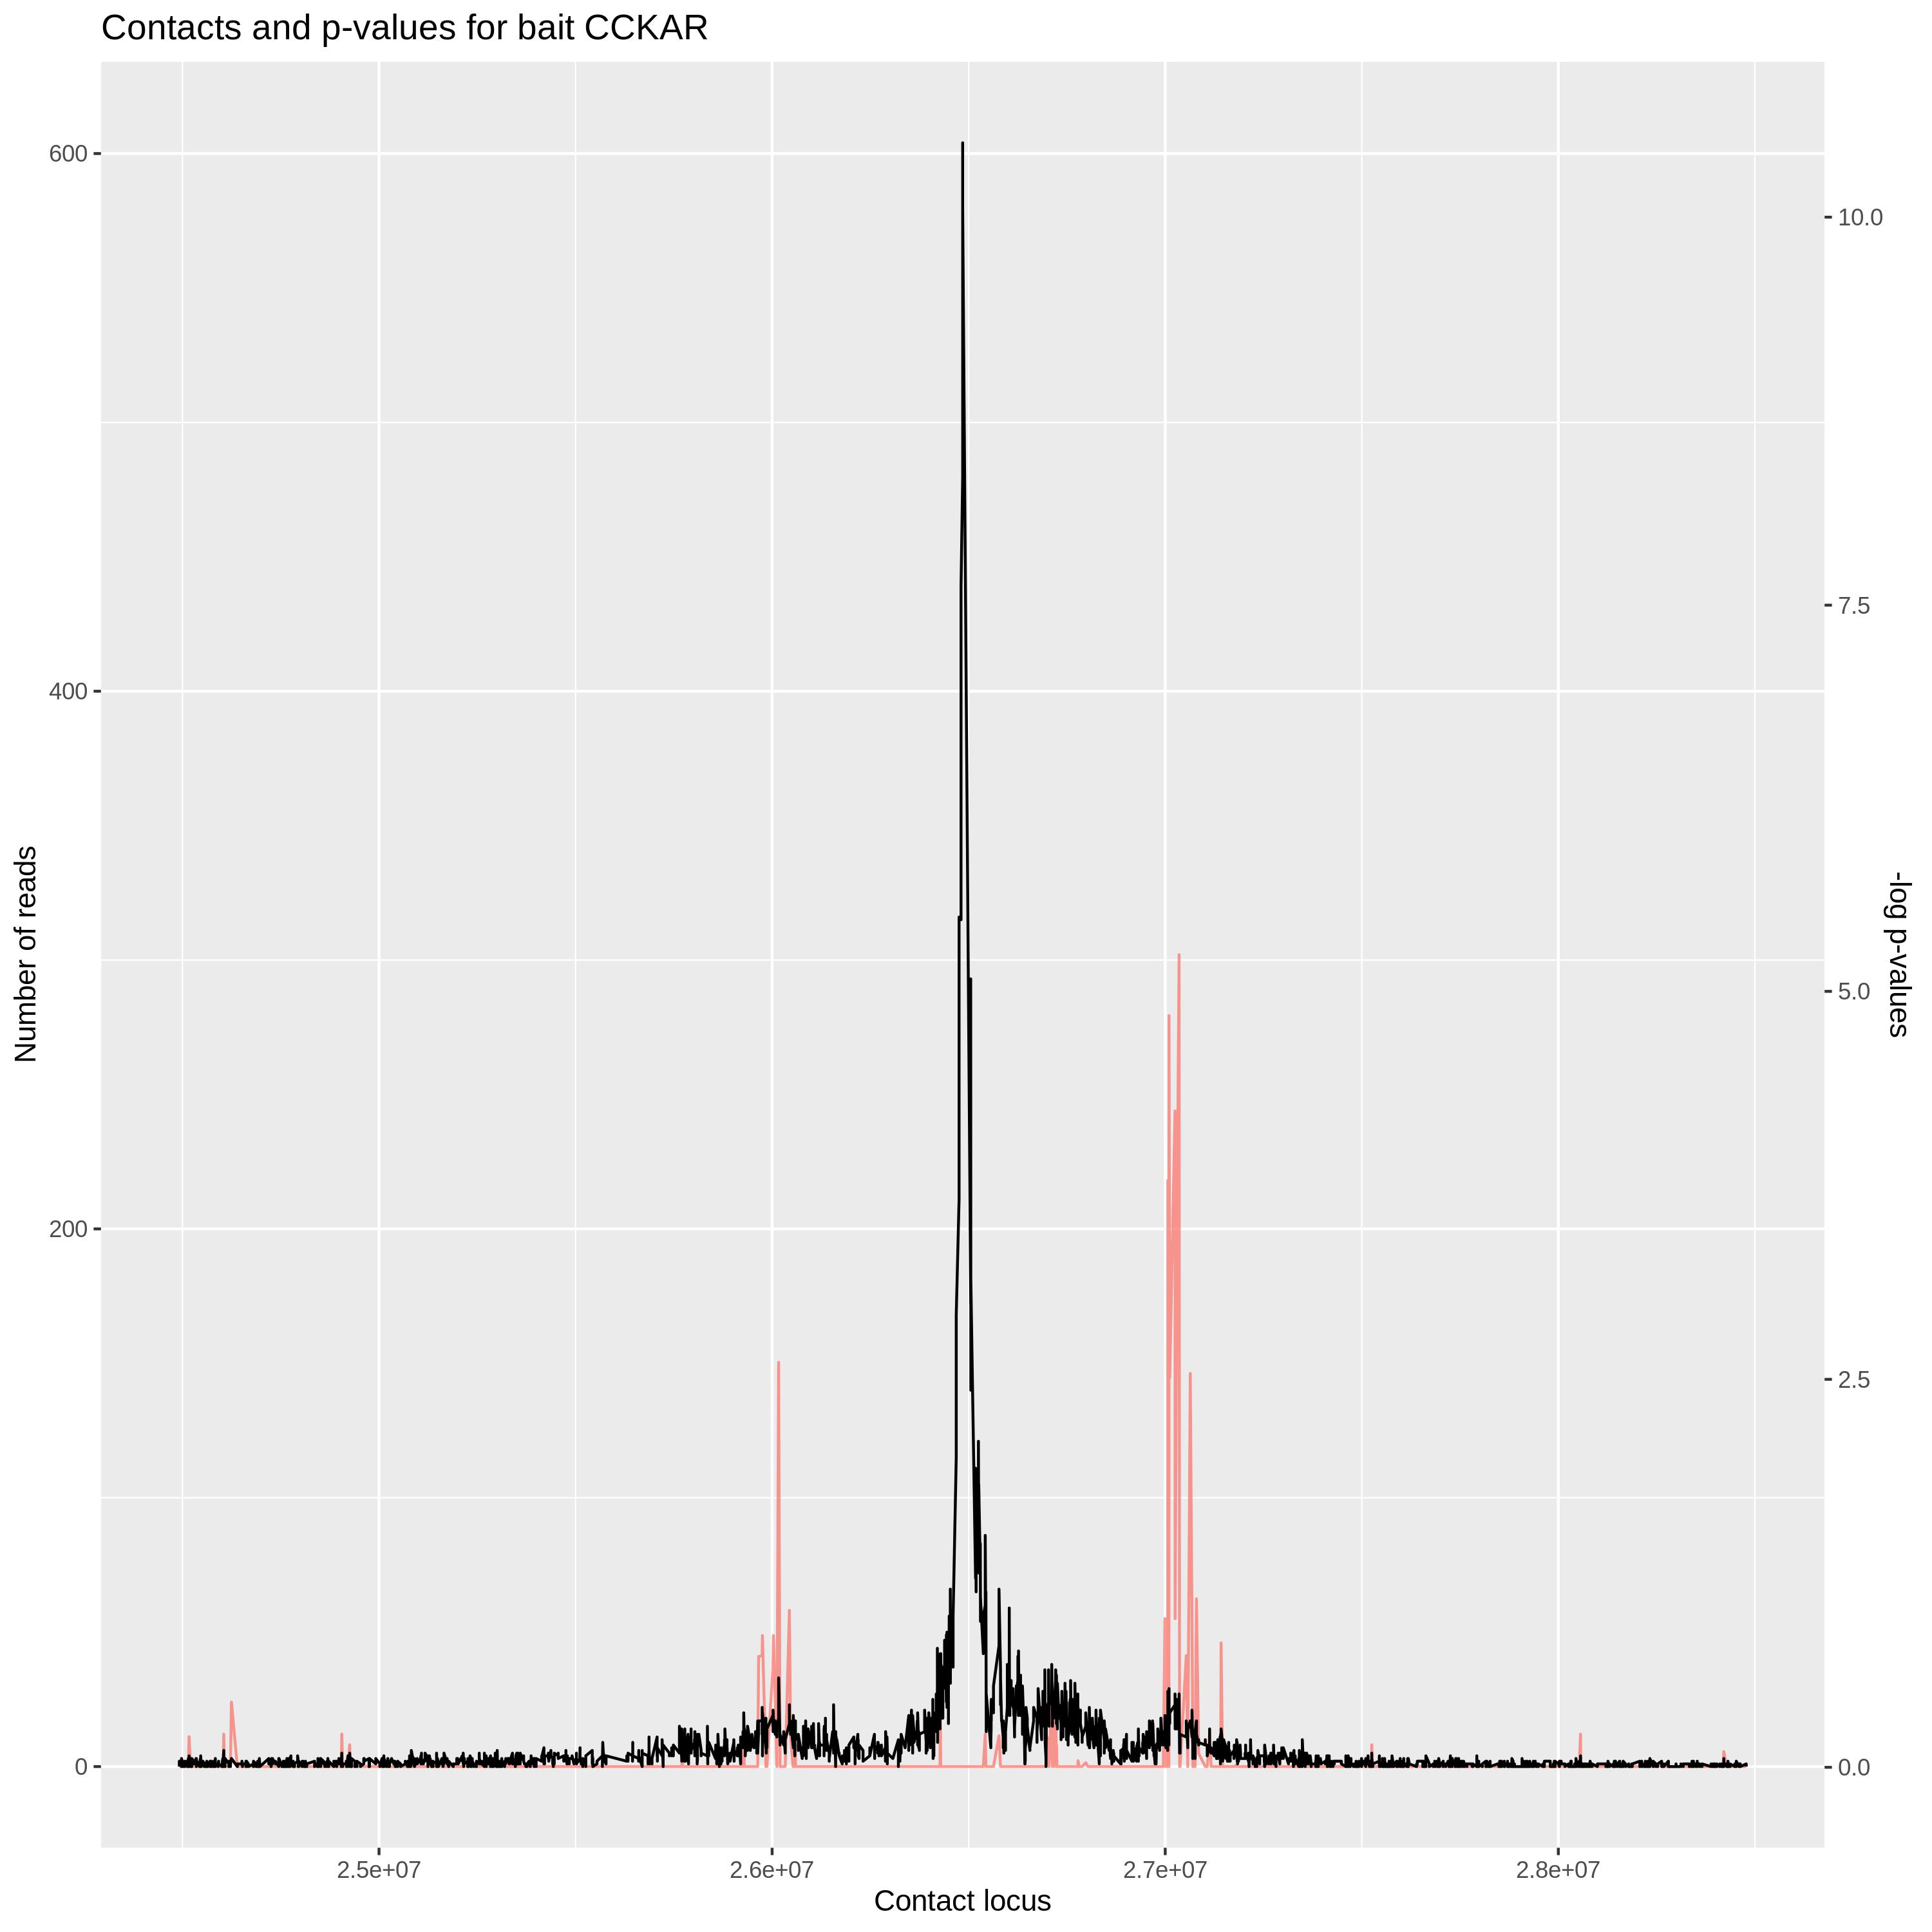 Contacts and p-values for bait CCKAR
600
400
200
0
Number of reads
10.0
7.5
5.0
2.5
0.0
-log p-values
2.5e+07
2.6e+07
2.7e+07
2.8e+07
Contact locus